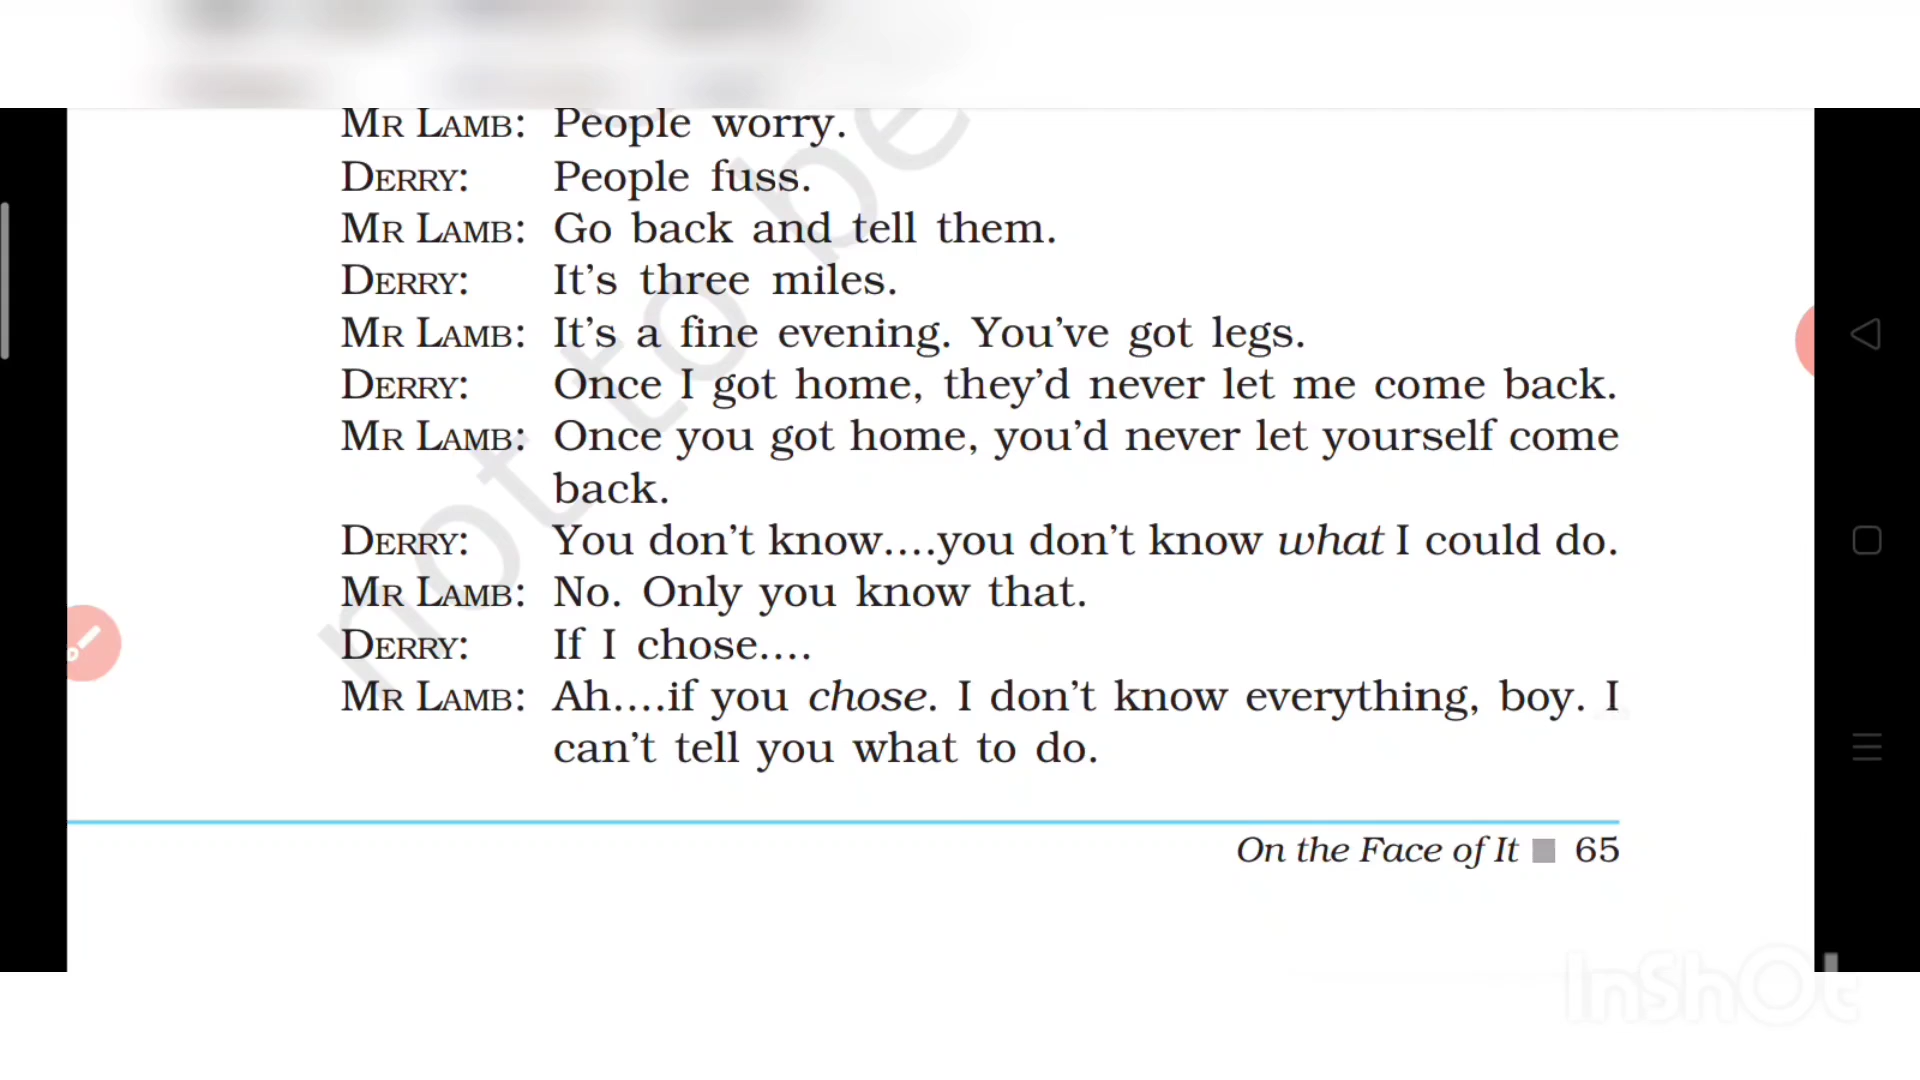 MR LAMB: People worry.
DERRY: People fuss.
MR LAMB: Go back and tell them.
DERRY: It's three miles.
MR LAMB: It's a fine evening. You've got legs.
DERRY: Once I got home, they'd never let me come back.
MR LAMB: Once you got home, you'd never let yourself come
back.
DERRY: You don't know....you don't know what I could do.
MR LAMB: No. Only you know that.
DERRY: If I chose....
MR LAMB: Ah....if you chose. I don't know everything, boy. I
can't tell you what to do.
On the Face of It ■ 65
not to be
InShOt